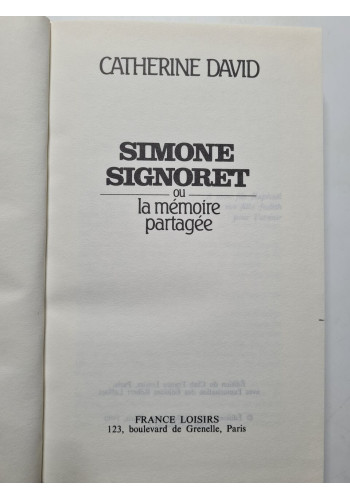 CATHERINE DAVID
SIMONE
SIGNORET
ou
la mémoire
partagée
FRANCE LOISIRS
123, boulevard de Grenelle, Paris